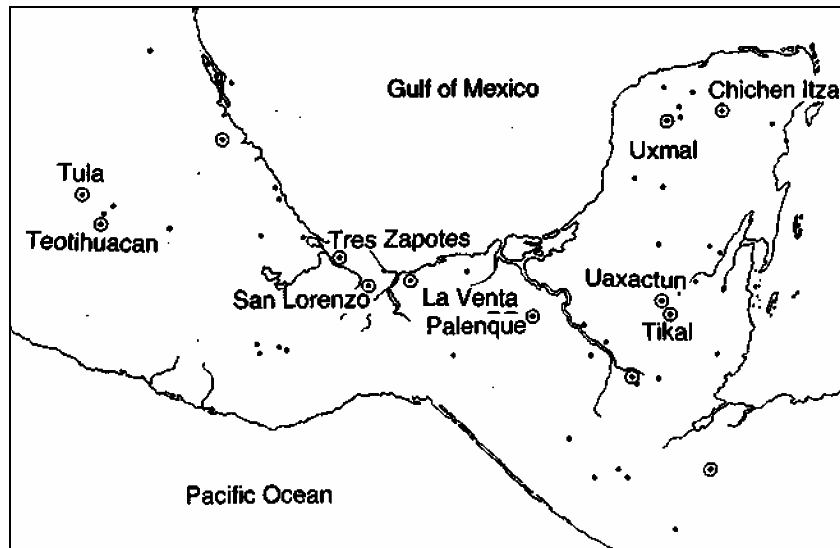 Gulf of Mexico
Chichen Itza
Uxmal
Tula
Teotihuacan
Tres Zapotes
San Lorenzo
La Venta
Palenque
Uaxactun
Tikal
Pacific Ocean